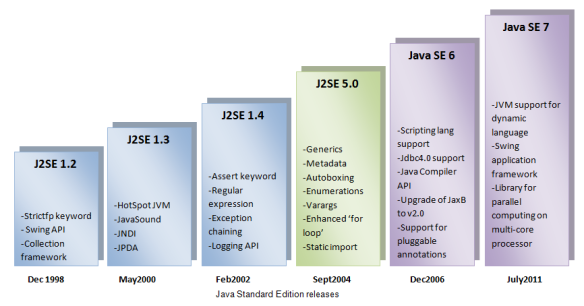 J2SE 1.2
-Strictfp keyword
-Swing API
-Collection
framework
Dec 1998
J2SE 1.3
-HotSpot JVM
-JavaSound
-JNDI
-JPDA
May2000
J2SE 1.4
-Assert keyword
-Regular
expression
-Exception
chaining
-Logging API
Feb2002
J2SE 5.0
-Generics
-Metadata
-Autoboxing
-Enumerations
-Varargs
-Enhanced ‘for
loop’
-Static import
Sept2004
Java SE 6
-Scripting lang
support
-Jdbc4.0 support
-Java Compiler
API
-Upgrade of JaxB
to v2.0
-Support for
pluggable
annotations
Dec2006
Java SE 7
-JVM support for
dynamic
language
-Swing
application
framework
-Library for
parallel
computing on
multi-core
processor
July2011
Java Standard Edition releases